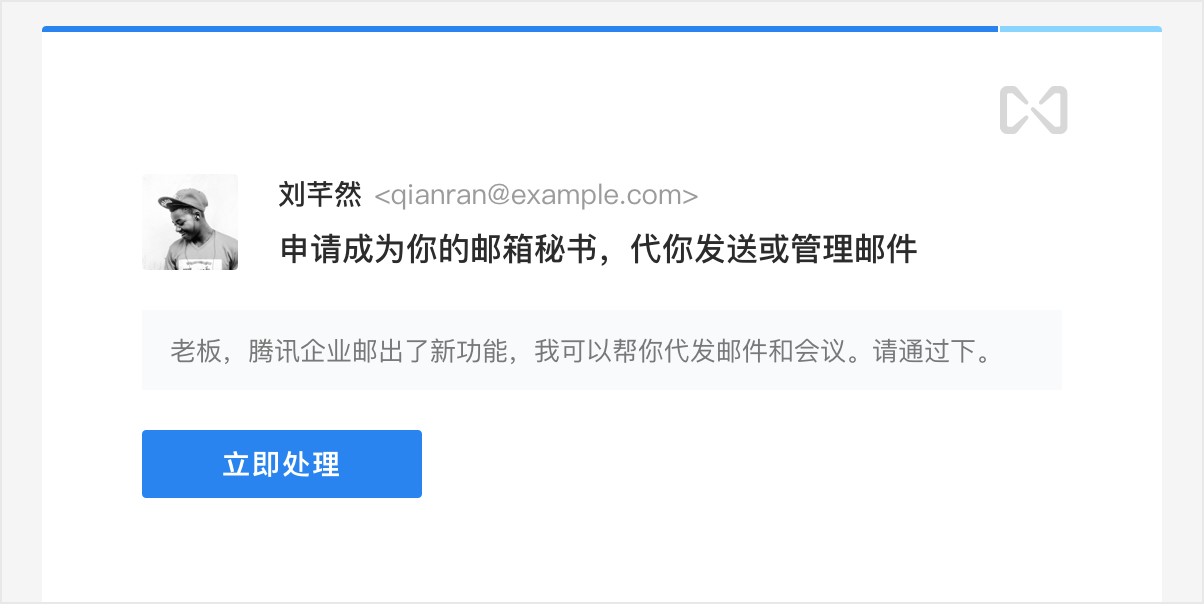 刘芊然 <qianran@example.com>
申请成为你的邮箱秘书，代你发送或管理邮件
老板，腾讯企业邮出了新功能，我可以帮你代发邮件和会议。请通过下。
立即处理